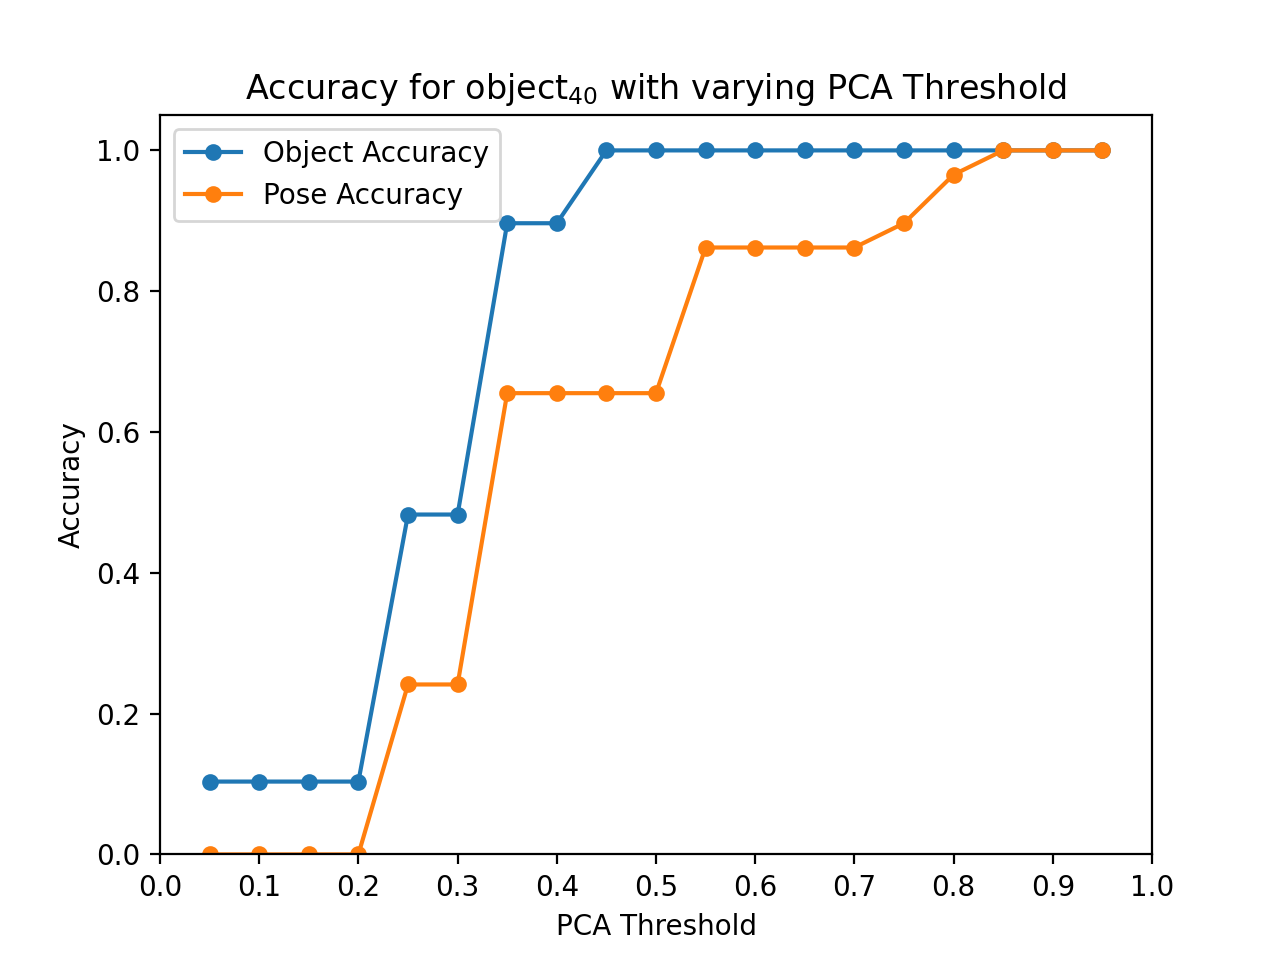 Accuracy for object₄₀ with varying PCA Threshold
Object Accuracy
Pose Accuracy
1.0
0.8
0.6
0.4
0.2
0.0
Accuracy
0.0 0.1 0.2 0.3 0.4 0.5 0.6 0.7 0.8 0.9 1.0
PCA Threshold